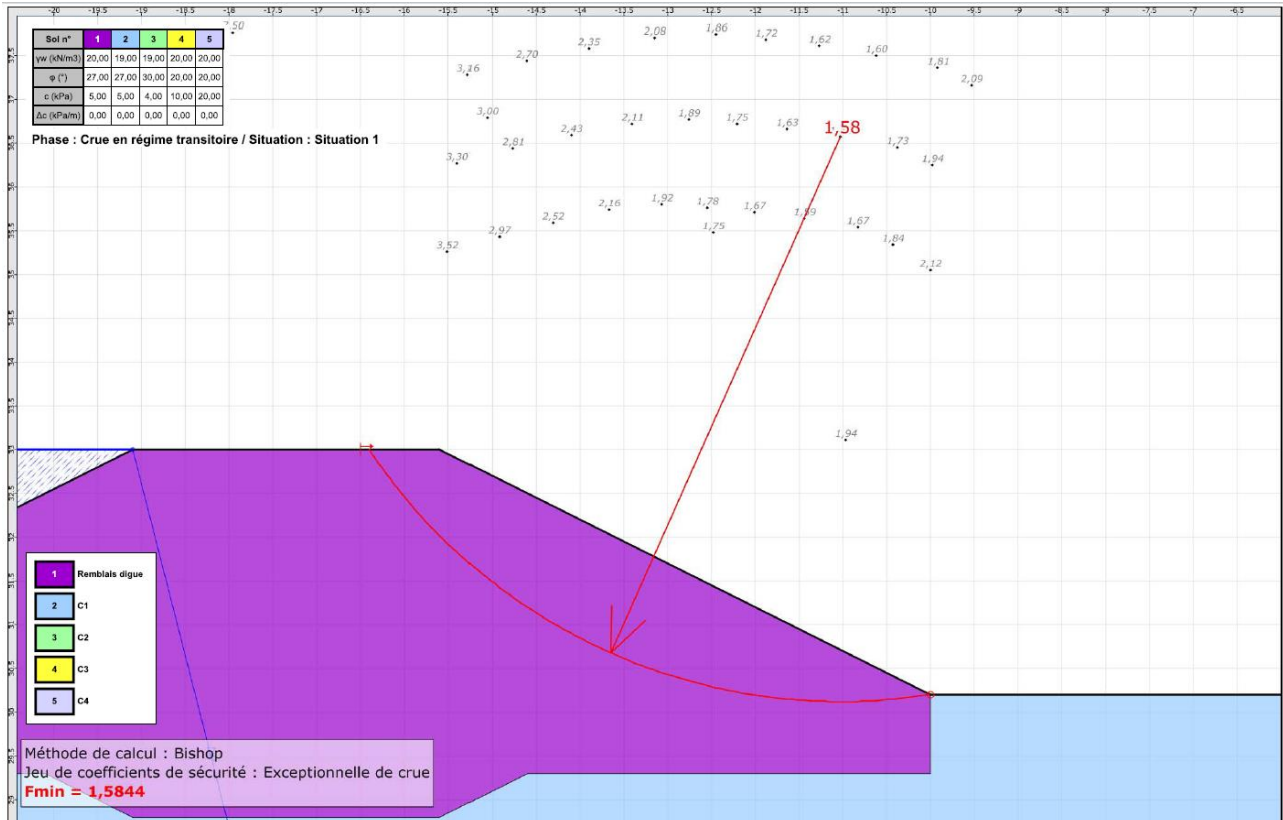 -20 -19,5 -19 -18,5 -18 -17,5 -17 -16,5 -16 -15,5 -15 -14,5 -14 -13,5 -13 -12,5 -12 -11,5 -11 -10,5 -10 -9,5 -9 -8,5 -8 -7,5 -7 -6,5
Sol n° 1 2 3 4 5
γw (kN/m3) 20,00 19,00 19,00 20,00 20,00
φ (°) 27,00 27,00 30,00 20,00 20,00
c (kPa) 5,00 5,00 4,00 10,00 20,00
Δc (kPa/m) 0,00 0,00 0,00 0,00 0,00
Phase : Crue en régime transitoire / Situation : Situation 1
3,16 2,70 2,35 2,08 1,86 1,72 1,62 1,60 1,81 2,09
3,30 3,00 2,81 2,43 2,11 1,89 1,75 1,63 1,58 1,73 1,94
3,52 2,97 2,52 2,16 1,92 1,78 1,75 1,67 1,67 1,84 2,12
1,94
1 Remblais digue
2 C1
3 C2
4 C3
5 C4
Méthode de calcul : Bishop
Jeu de coefficients de sécurité : Exceptionnelle de crue
Fmin = 1,5844